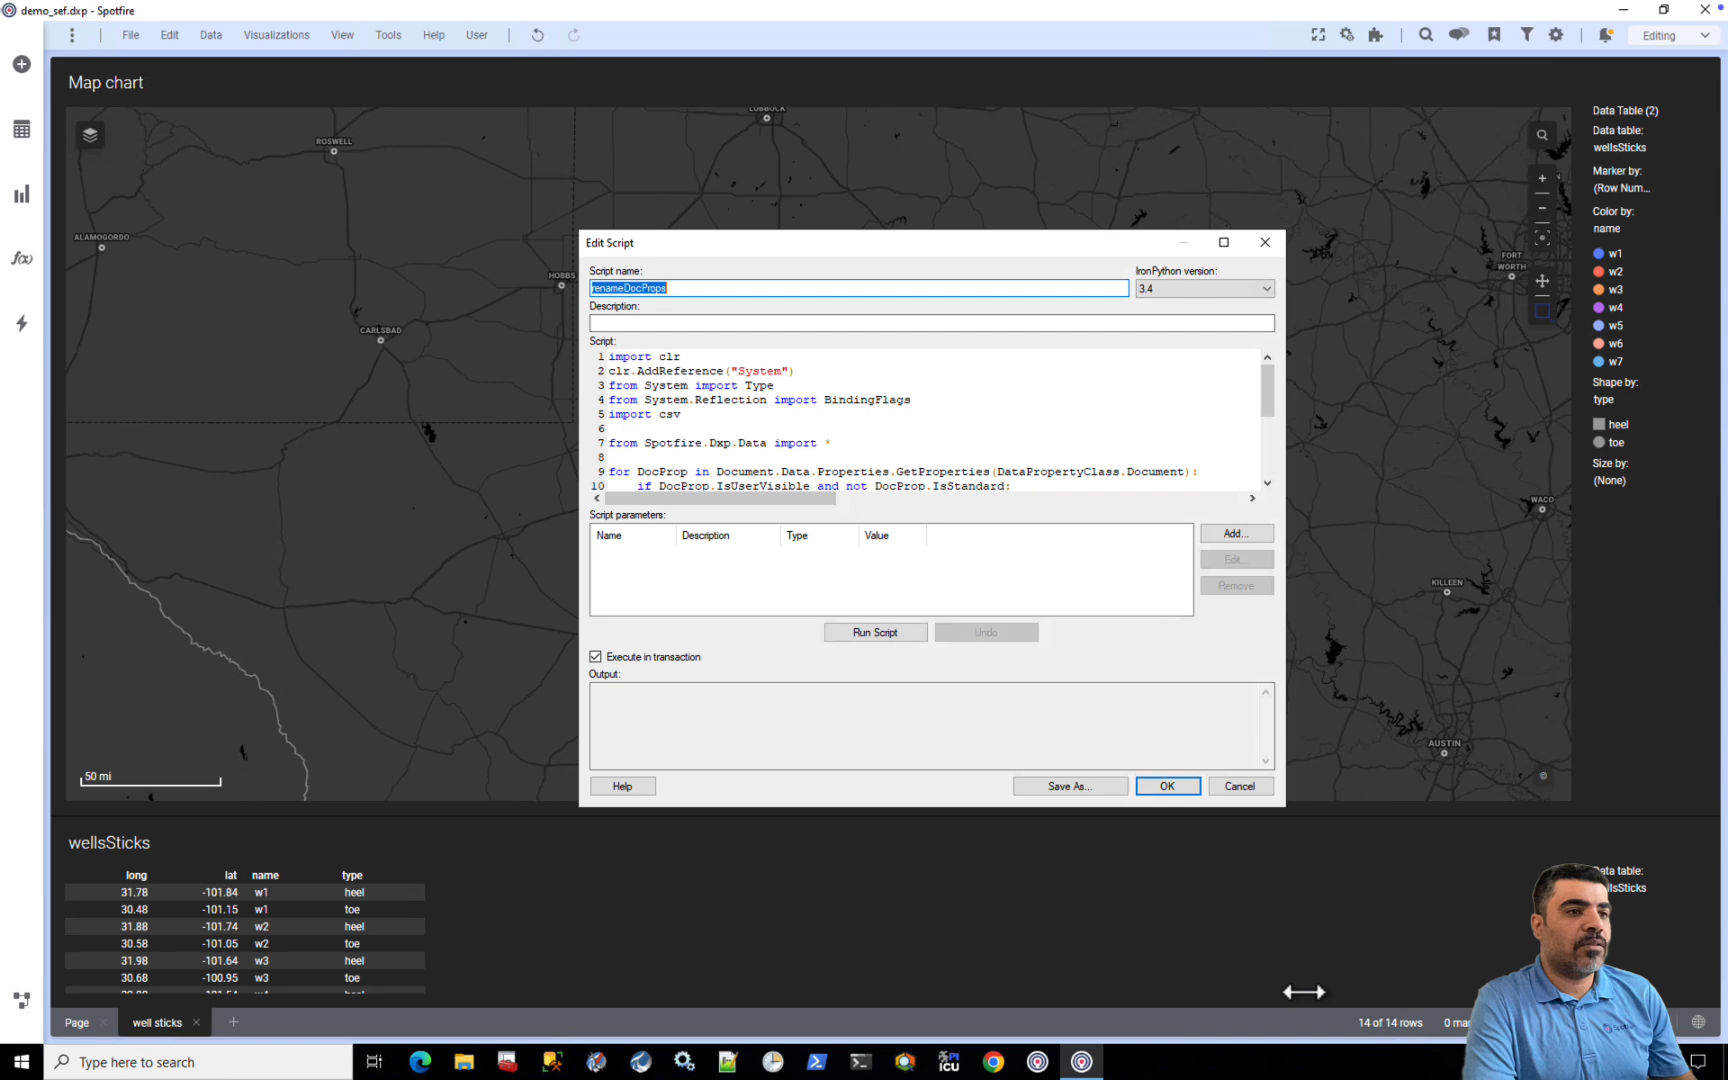 demo_sef.dxp - Spotfire
File Edit Data Visualizations View Tools Help User
Editing
Map chart
LUBBOCK
ROSWELL
ALAMOGORDO
HOBBS
CARLSBAD
FORT WORTH
WACO
KILLEEN
AUSTIN
50 mi
Data Table (2)
Data table:
wellsSticks
Marker by:
(Row Num...
Color by:
name
w1
w2
w3
w4
w5
w6
w7
Shape by:
type
heel
toe
Size by:
(None)
Edit Script
Script name:
IronPython version:
renameDocProps
3.4
Description:
Script:
1 import clr
2 clr.AddReference("System")
3 from System import Type
4 from System.Reflection import BindingFlags
5 import csv
6
7 from Spotfire.Dxp.Data import *
8
9 for DocProp in Document.Data.Properties.GetProperties(DataPropertyClass.Document):
10 if DocProp.IsUserVisible and not DocProp.IsStandard:
Script parameters:
Name Description Type Value
Add...
Edit...
Remove
Run Script Undo
Execute in transaction
Output:
Help Save As... OK Cancel
wellsSticks
long lat name type
31.78 -101.84 w1 heel
30.48 -101.15 w1 toe
31.88 -101.74 w2 heel
30.58 -101.05 w2 toe
31.98 -101.64 w3 heel
30.68 -100.95 w3 toe
Page well sticks
14 of 14 rows
Type here to search
PI
ICU
f(x)